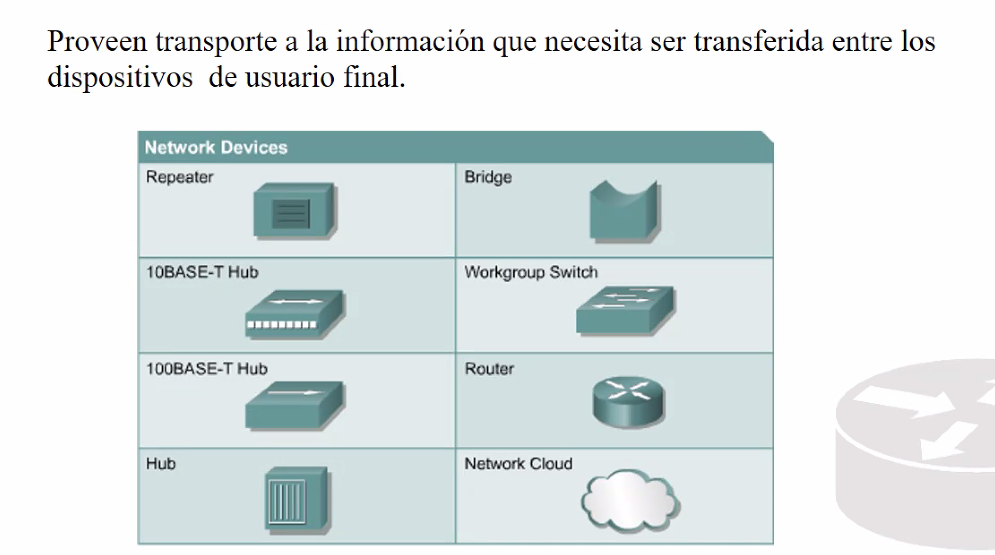 Proveen transporte a la información que necesita ser transferida entre los
dispositivos de usuario final.
Network Devices
Repeater
Bridge
10BASE-T Hub
Workgroup Switch
100BASE-T Hub
Router
Hub
Network Cloud